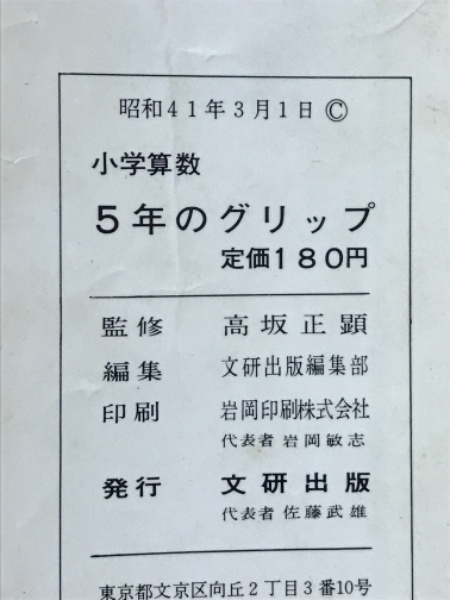 昭和41年3月1日 ©
小学算数
5年のグリップ
定価180円
監修 高坂正顕
編集 文研出版編集部
印刷 岩岡印刷株式会社
代表者 岩岡敏志
発行 文研出版
代表者 佐藤武雄
東京都文京区向丘2丁目3番10号